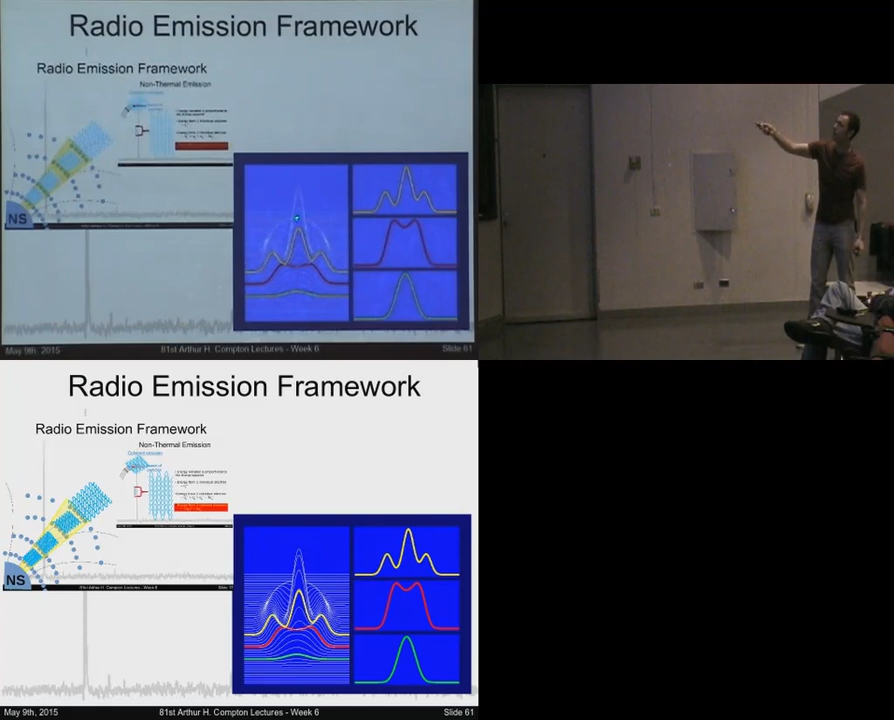 Radio Emission Framework
Radio Emission Framework
Non-Thermal Emission
NS
May 9th, 2015
81st Arthur H. Compton Lectures - Week 6
Slide 61
Radio Emission Framework
Radio Emission Framework
Non-Thermal Emission
NS
May 9th, 2015
81st Arthur H. Compton Lectures - Week 6
Slide 61